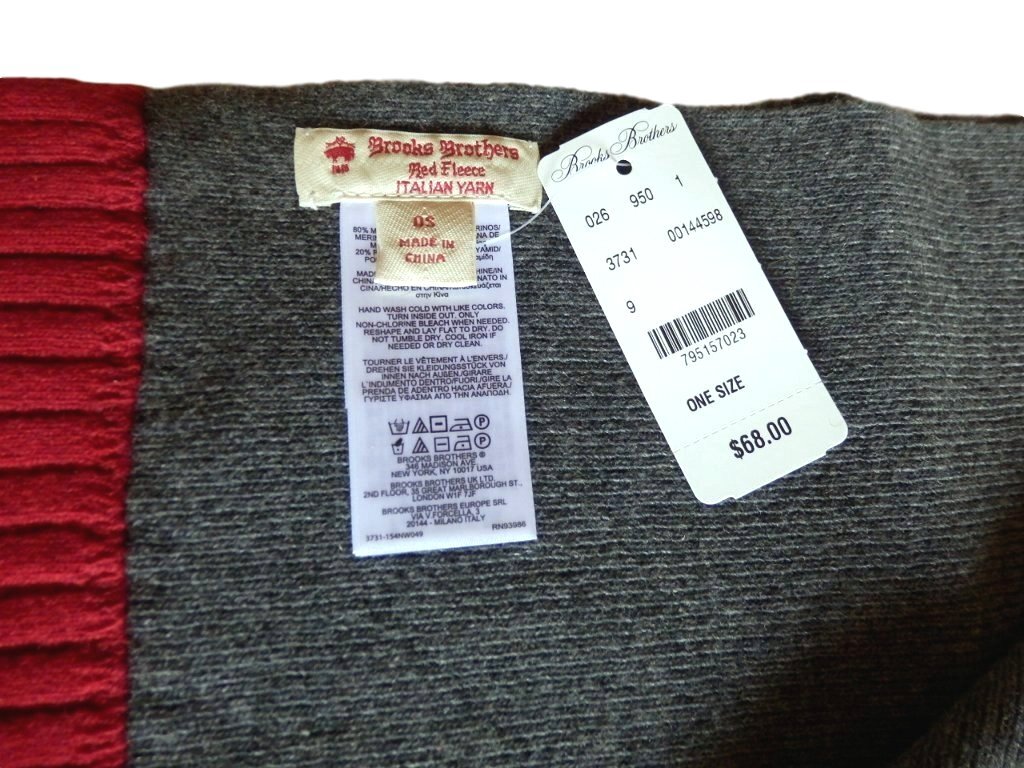 Brooks Brothers
Red Fleece
ITALIAN YARN
1818
OS
MADE IN
CHINA
80%
20%
στην Κίνα
HAND WASH COLD WITH LIKE COLORS.
TURN INSIDE OUT, ONLY
NON-CHLORINE BLEACH WHEN NEEDED.
RESHAPE AND LAY FLAT TO DRY. DO
NOT TUMBLE DRY. COOL IRON IF
NEEDED OR DRY CLEAN.
TOURNER LE VÊTEMENT À L'ENVERS./
DREHEN SIE KLEIDUNGSSTÜCK VON
INNEN NACH AUßEN./GIRARE
L'INDUMENTO DENTRO/FUORI./GIRE LA
PRENDA DE ADENTRO HACIA AFUERA./
ΓΥΡΙΣΤΕ ΥΦΑΣΜΑ ΑΠΟ ΤΗΝ ΑΝΑΠΟΔΗ.
P
P
BROOKS BROTHERS ®
346 MADISON AVE
NEW YORK, NY 10017 USA
BROOKS BROTHERS UK LTD.
2ND FLOOR, 35 GREAT MARLBOROUGH ST.,
LONDON W1F 7JF
BROOKS BROTHERS EUROPE SRL
VIA V.FORCELLA, 3
20144 - MILANO ITALY
RN93986
3731-154NW049
Brooks Brothers
026 950 1
3731 00144598
9
795157023
ONE SIZE
$68.00